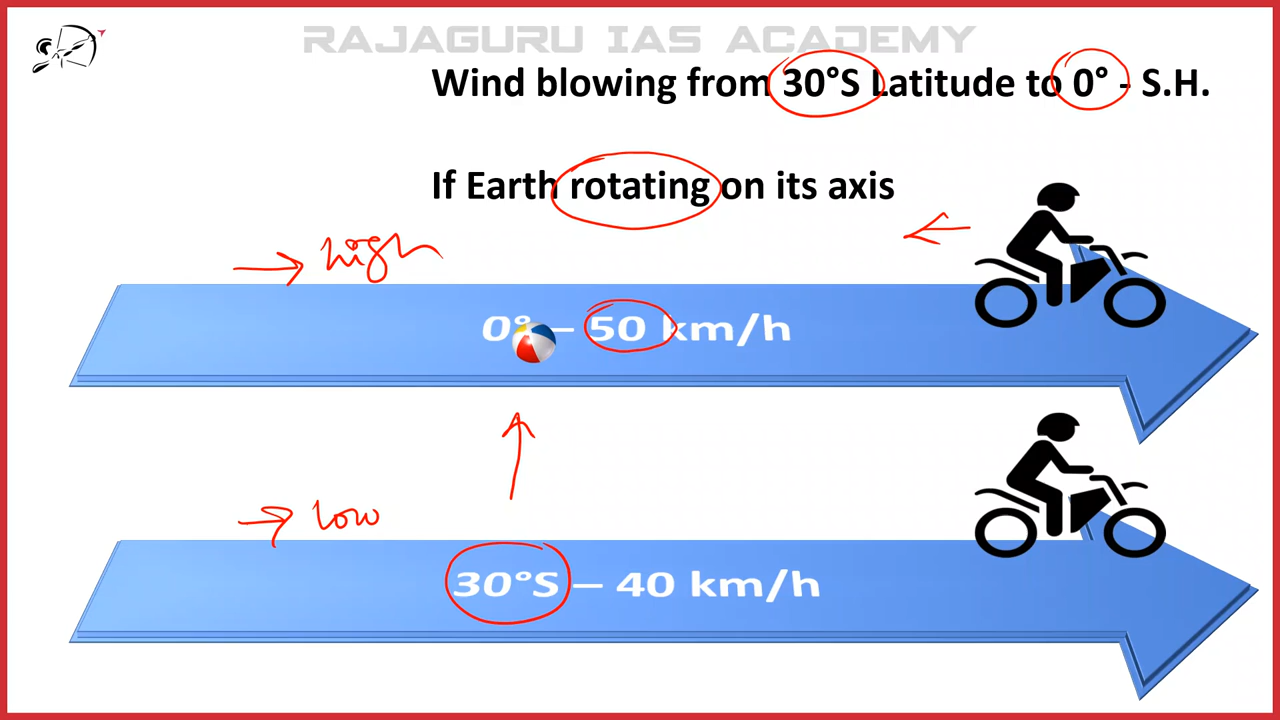 RAJAGURU IAS ACADEMY
Wind blowing from 30°S Latitude to 0° - S.H.
If Earth rotating on its axis
high
0° – 50 km/h
low
30°S – 40 km/h